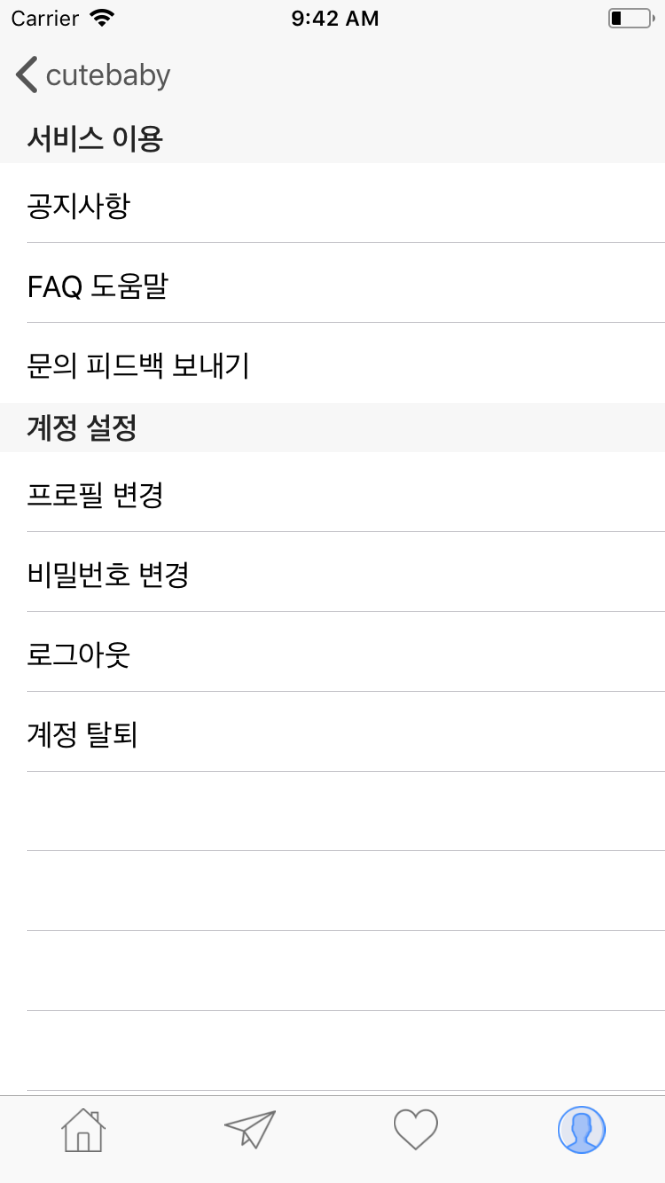 Carrier 9:42 AM
cutebaby
서비스 이용
공지사항
FAQ 도움말
문의 피드백 보내기
계정 설정
프로필 변경
비밀번호 변경
로그아웃
계정 탈퇴